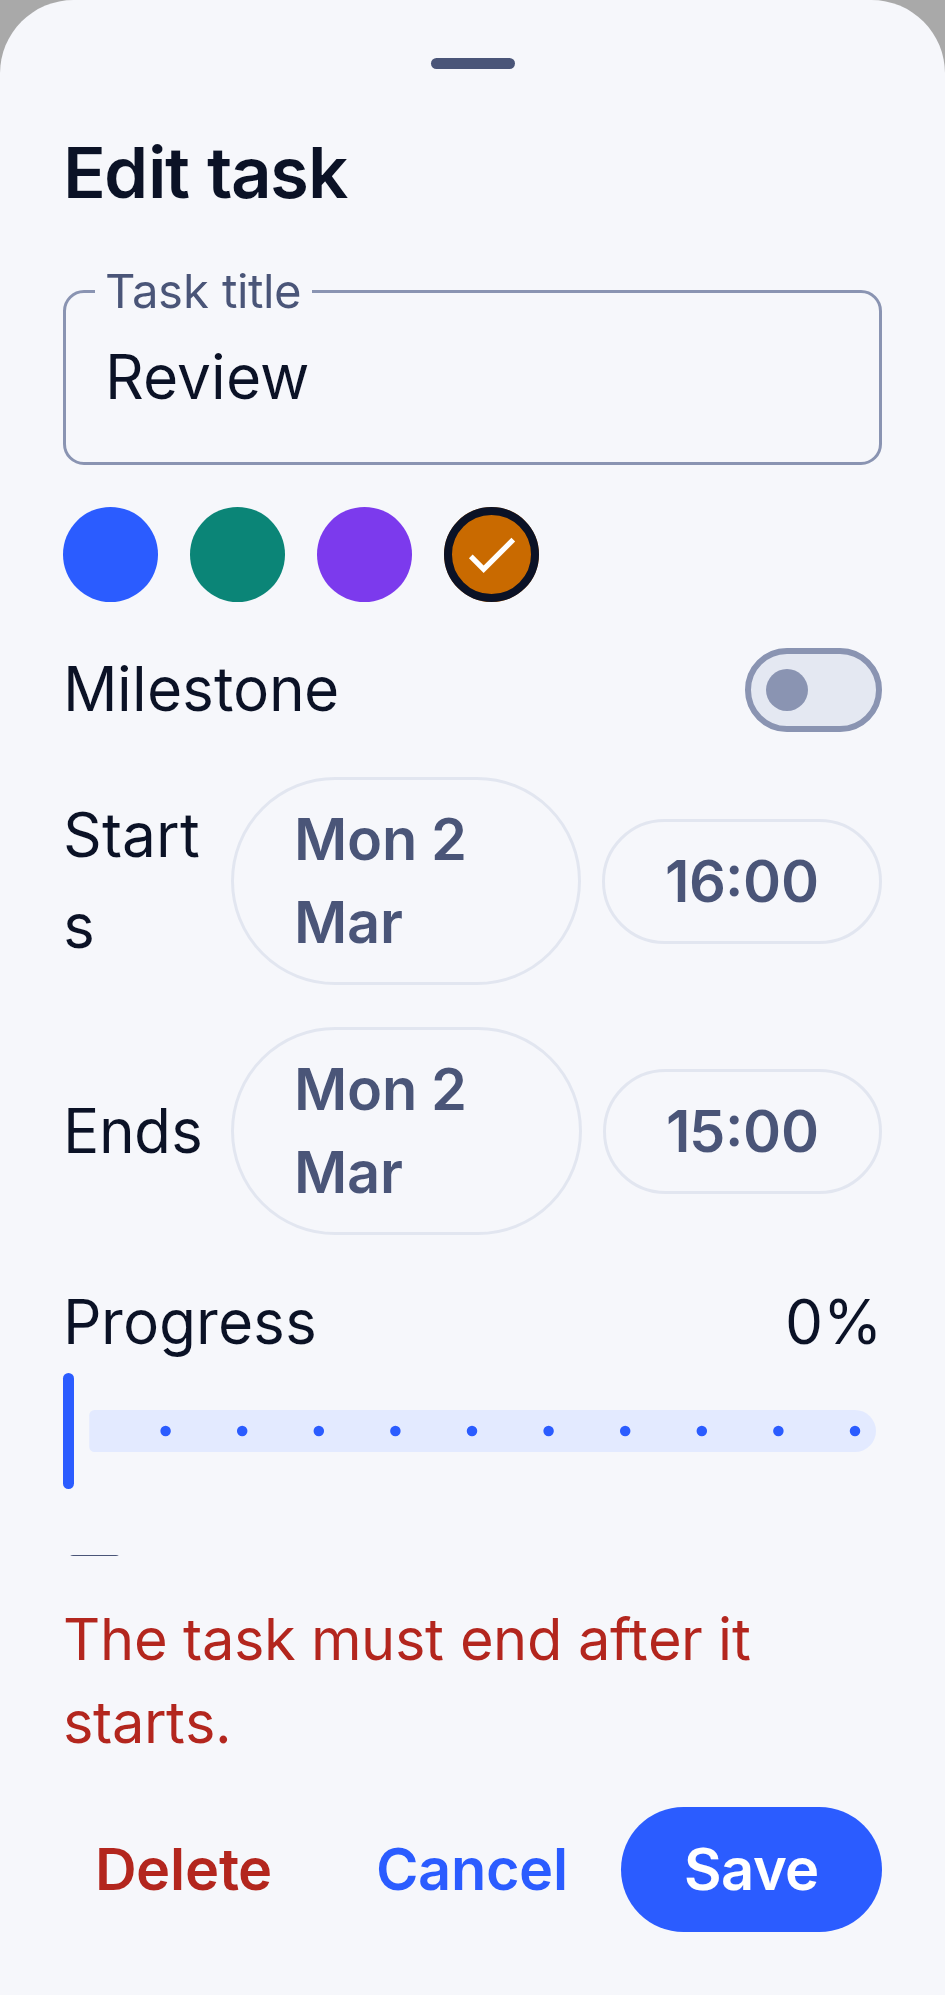 Edit task
Task title
Review
Milestone
Start
s
Mon 2
Mar
16:00
Ends
Mon 2
Mar
15:00
Progress
0%
The task must end after it
starts.
Delete
Cancel
Save